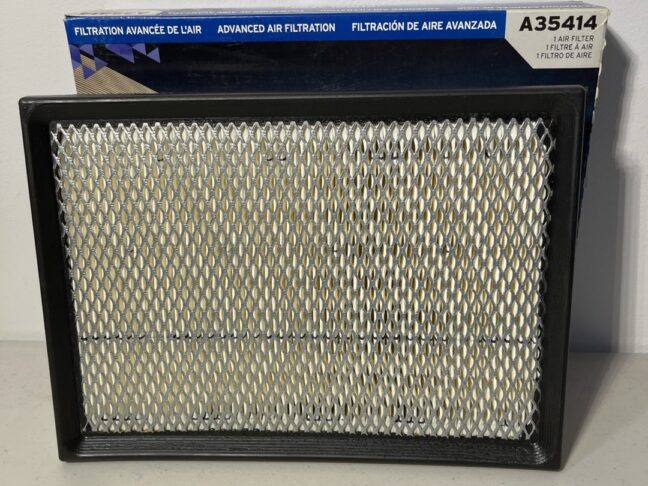 FILTRATION AVANCÉE DE L'AIR ADVANCED AIR FILTRATION FILTRACIÓN DE AIRE AVANZADA A35414
1 AIR FILTER
1 FILTRE À AIR
1 FILTRO DE AIRE